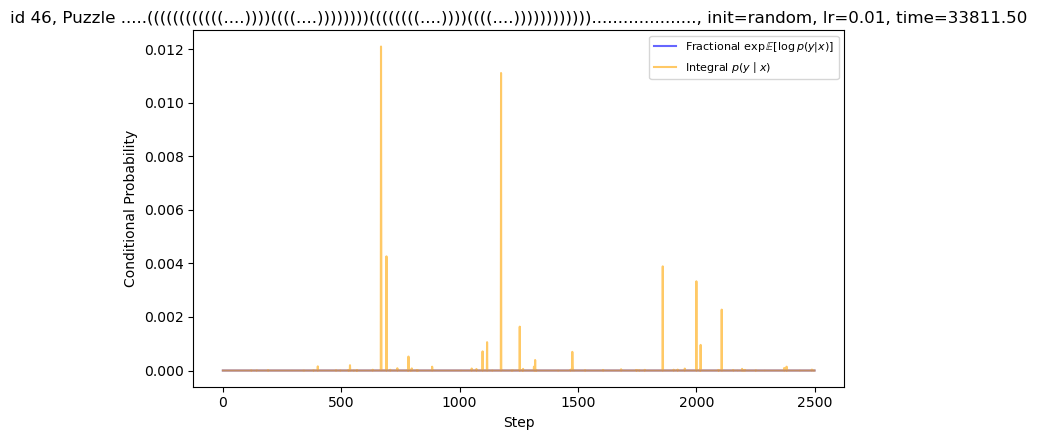 id 46, Puzzle .....((((((((((((....))))((((....))))))))((((((((....))))((((....))))))))))))...................., init=random, lr=0.01, time=33811.50
Fractional exp𝔼[log p(y|x)]
Integral p(y | x)
Conditional Probability
0.012
0.010
0.008
0.006
0.004
0.002
0.000
0 500 1000 1500 2000 2500
Step